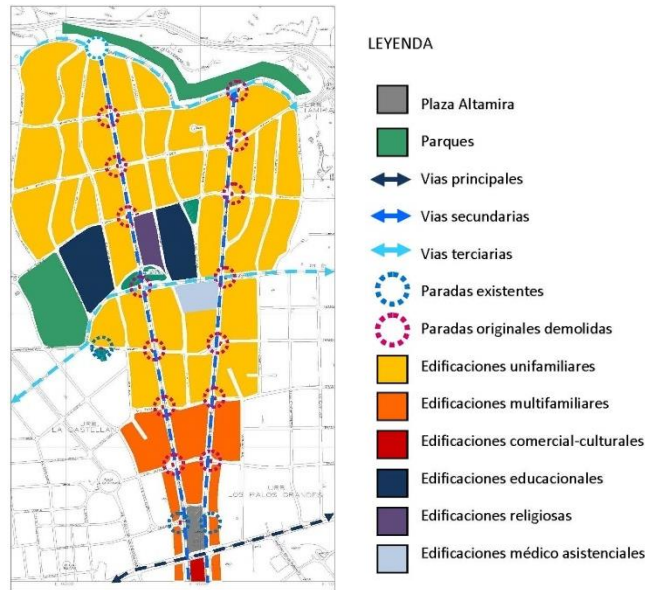 LEYENDA
Plaza Altamira
Parques
Vias principales
Vias secundarias
Vias terciarias
Paradas existentes
Paradas originales demolidas
Edificaciones unifamiliares
Edificaciones multifamiliares
Edificaciones comercial-culturales
Edificaciones educacionales
Edificaciones religiosas
Edificaciones médico asistenciales
LA CASTELLAN
LOS PALOS GRANDES